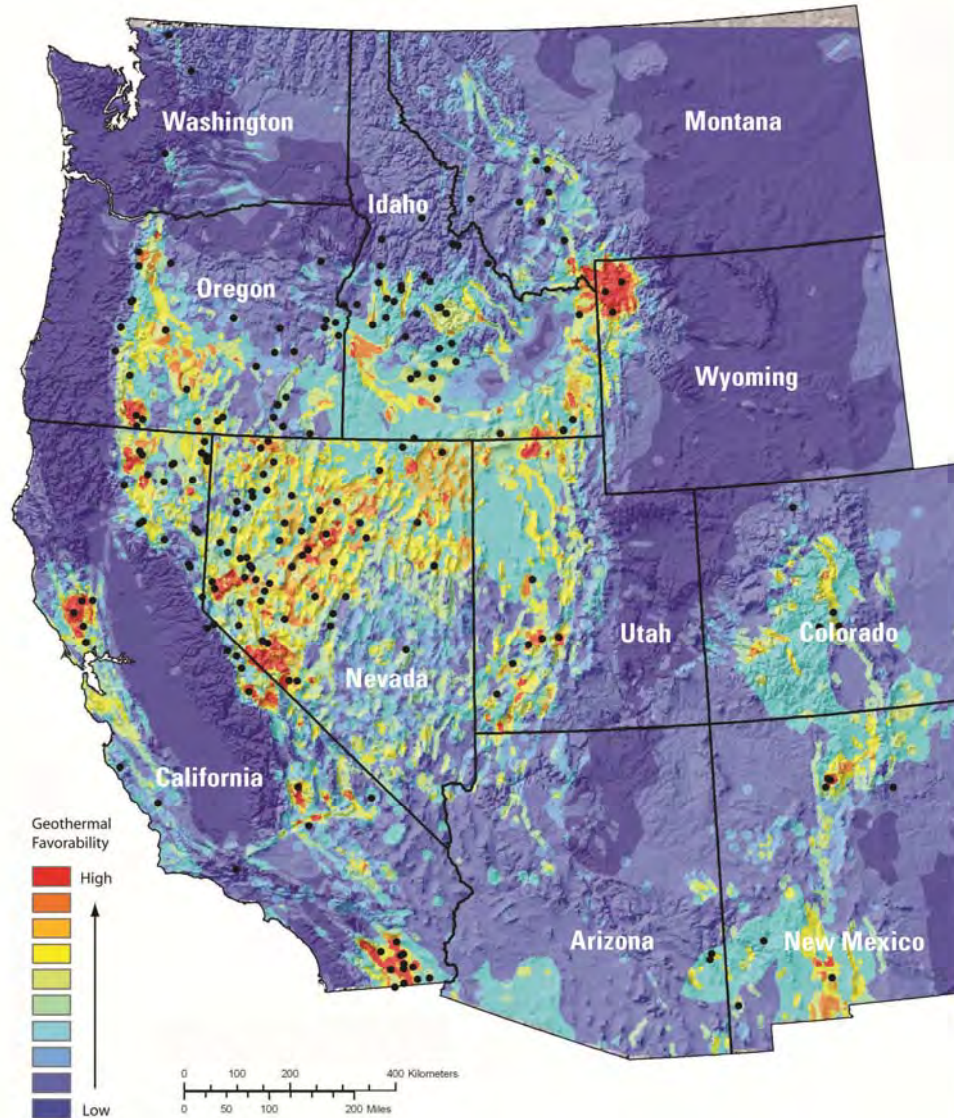 Washington
Montana
Idaho
Oregon
Wyoming
Nevada
Utah
Colorado
California
Arizona
New Mexico
Geothermal
Favorability
High
Low
0 100 200 400 Kilometers
0 50 100 200 Miles